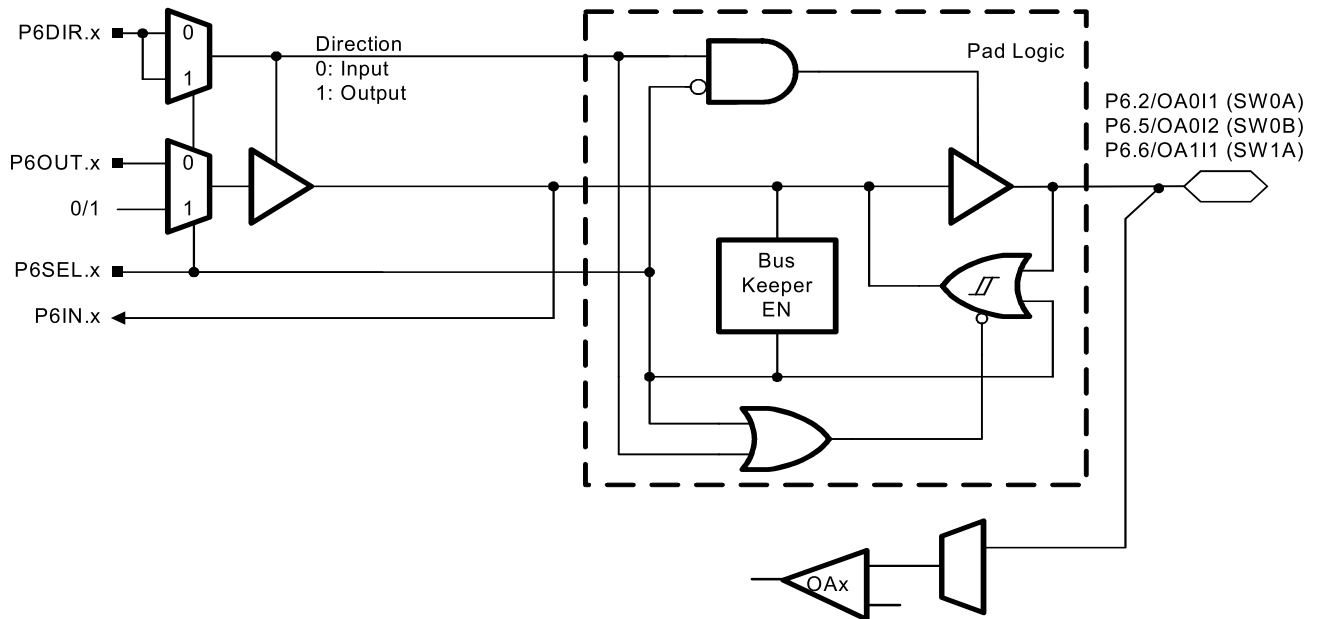 P6DIR.x
0
1
Direction
0: Input
1: Output
Pad Logic
P6.2/OA0I1 (SW0A)
P6.5/OA0I2 (SW0B)
P6.6/OA1I1 (SW1A)
P6OUT.x
0
0/1
1
P6SEL.x
P6IN.x
Bus
Keeper
EN
OAx